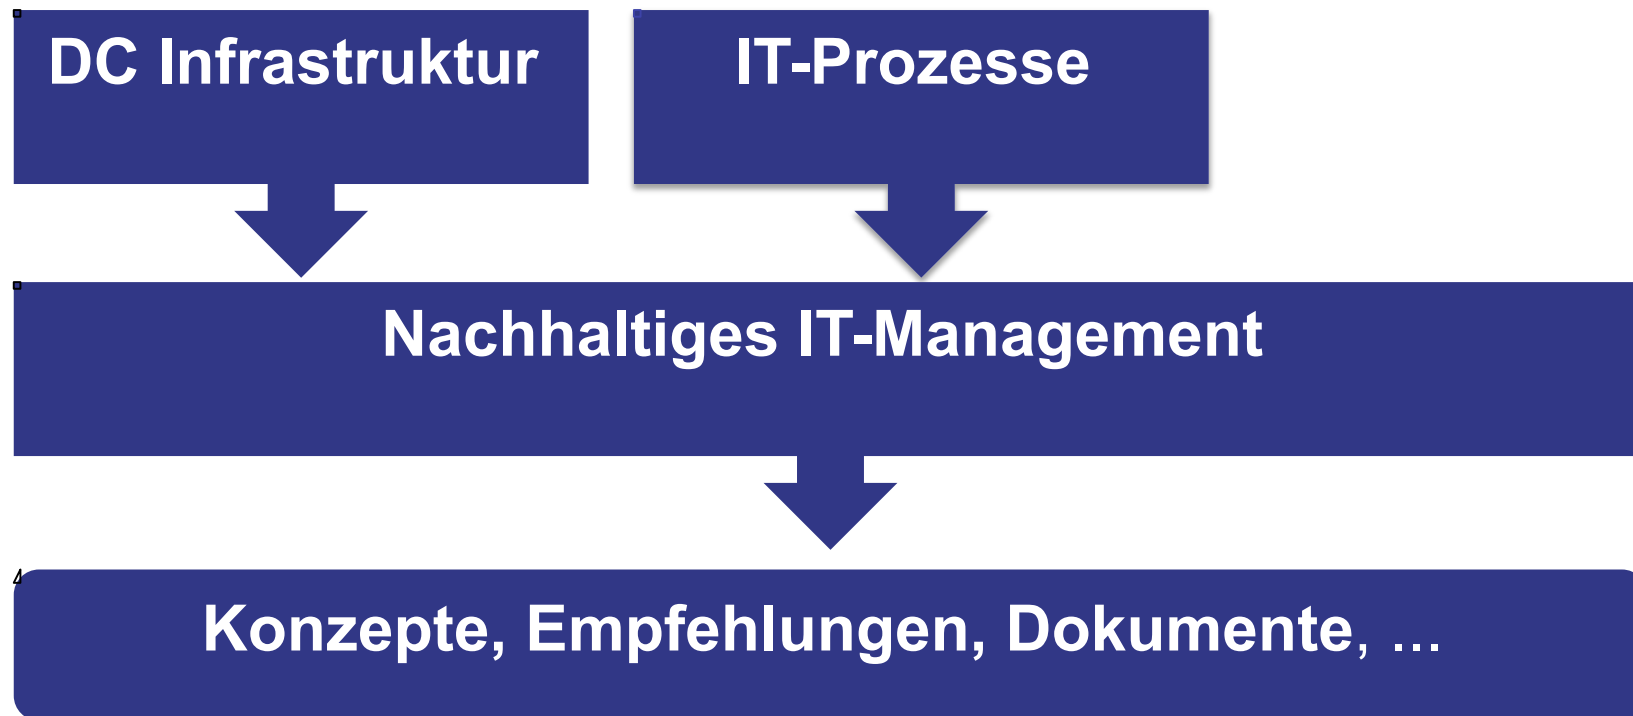 DC Infrastruktur
IT-Prozesse
Nachhaltiges IT-Management
Konzepte, Empfehlungen, Dokumente, ...